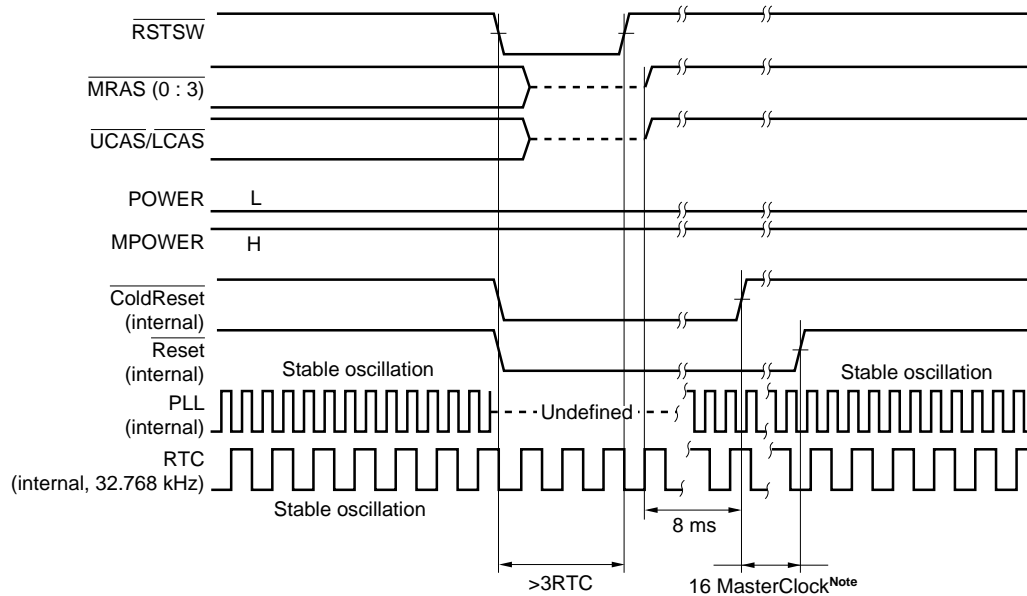 RSTSW
MRAS (0 : 3)
UCAS/LCAS
POWER
L
MPOWER
H
ColdReset
(internal)
Reset
(internal)
Stable oscillation
Stable oscillation
PLL
(internal)
Undefined
RTC
(internal, 32.768 kHz)
Stable oscillation
8 ms
>3RTC
16 MasterClockNote